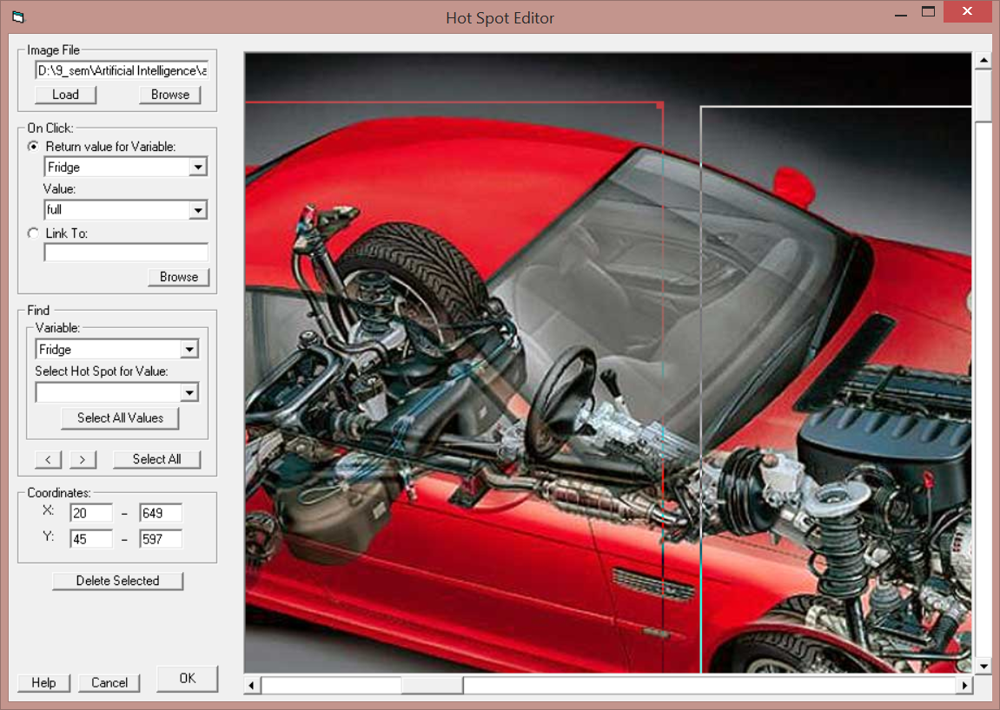 Hot Spot Editor
Image File
D:\9_sem\Artificial Intelligence\a
Load Browse
On Click:
Return value for Variable:
Fridge
Value:
full
Link To:
Browse
Find
Variable:
Fridge
Select Hot Spot for Value:
Select All Values
< > Select All
Coordinates:
X: 20 - 649
Y: 45 - 597
Delete Selected
Help Cancel OK